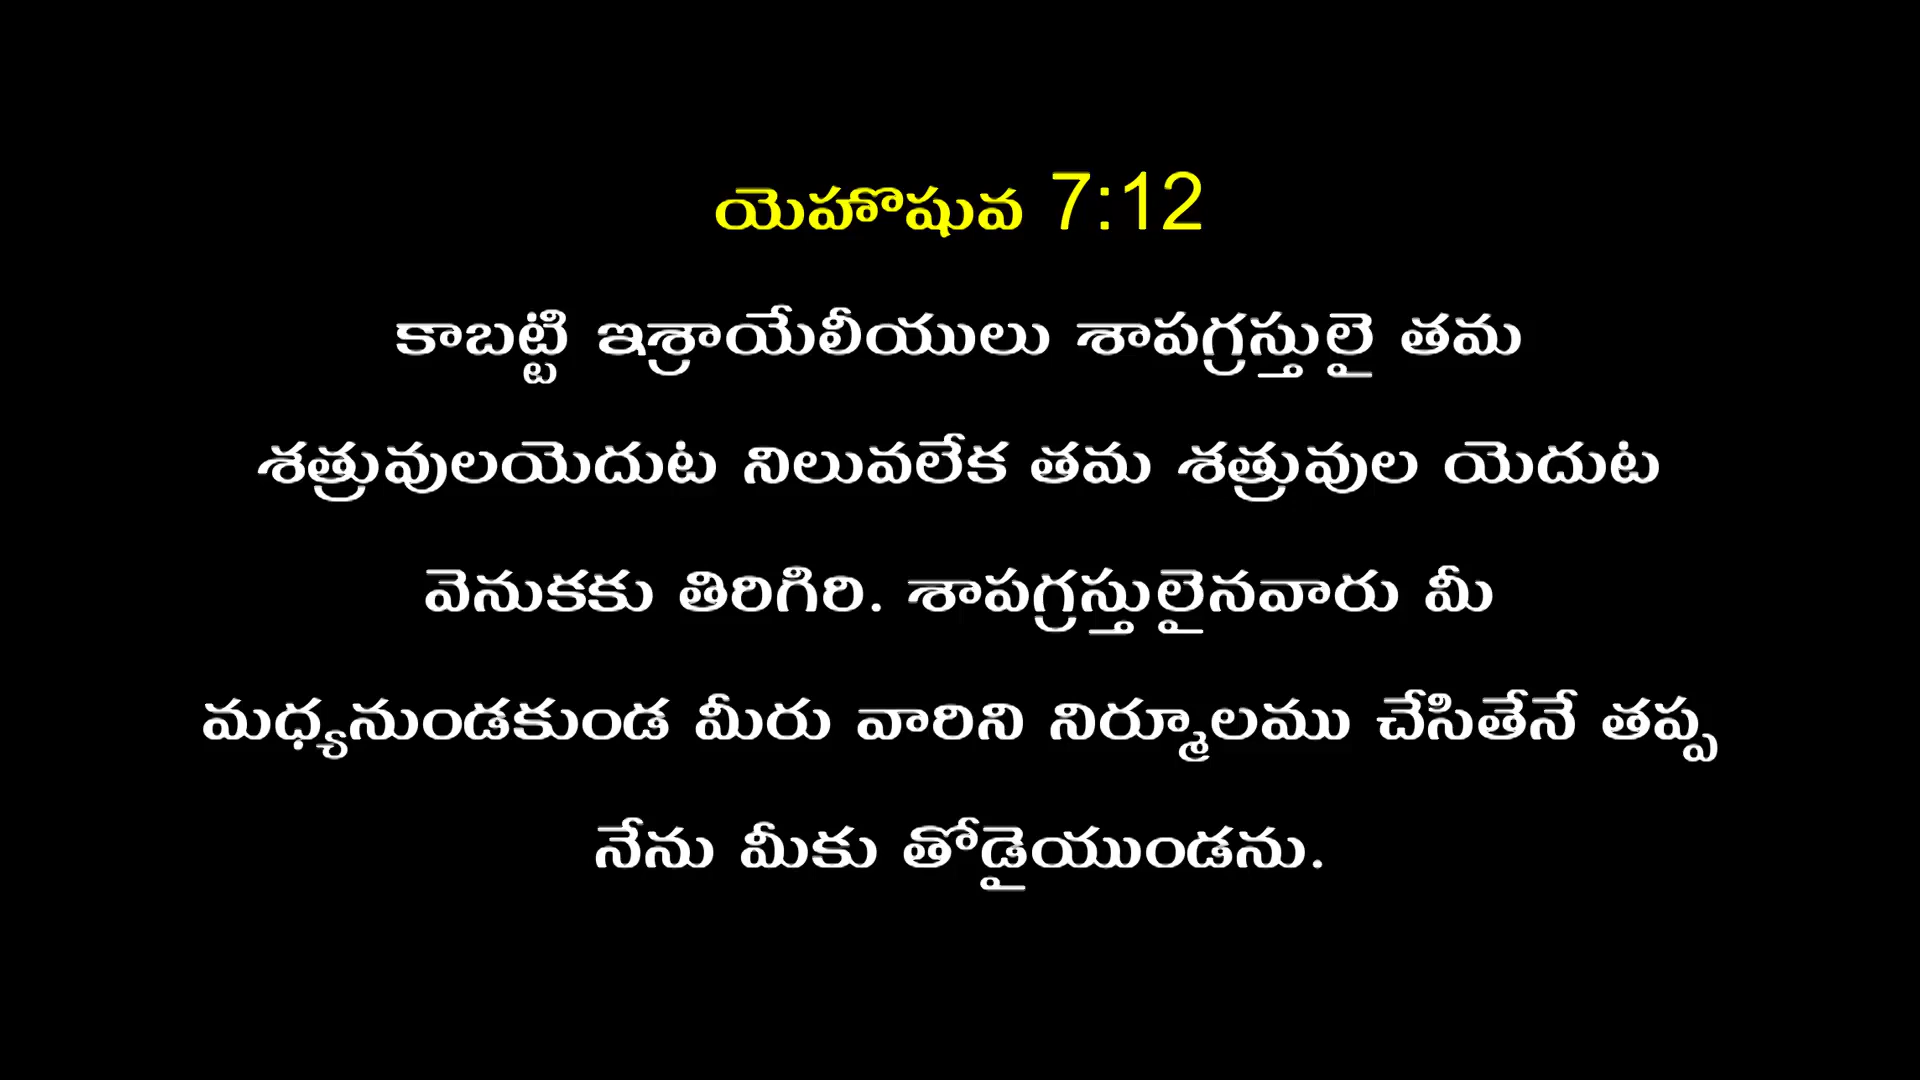 యెహొషువ 7:12
కాబట్టి ఇశ్రాయేలీయులు శాపగ్రస్తులై తమ
శత్రువులయెదుట నిలువలేక తమ శత్రువుల యెదుట
వెనుకకు తిరిగిరి. శాపగ్రస్తులైనవారు మీ
మధ్యనుండకుండ మీరు వారిని నిర్మూలము చేసితేనే తప్ప
నేను మీకు తోడైయుండను.